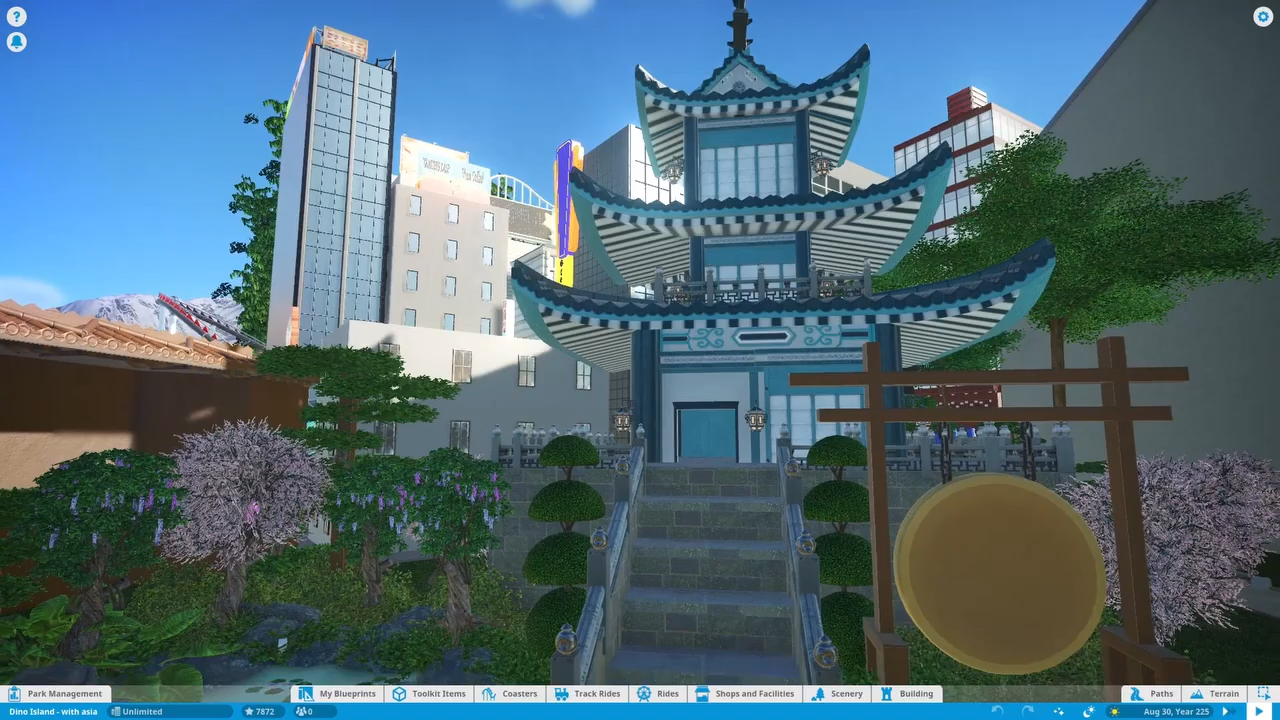 Park Management
My Blueprints
Toolkit Items
Coasters
Track Rides
Rides
Shops and Facilities
Scenery
Building
Paths
Terrain
Dino Island - with asia
Unlimited
7872
0
Aug 30, Year 225